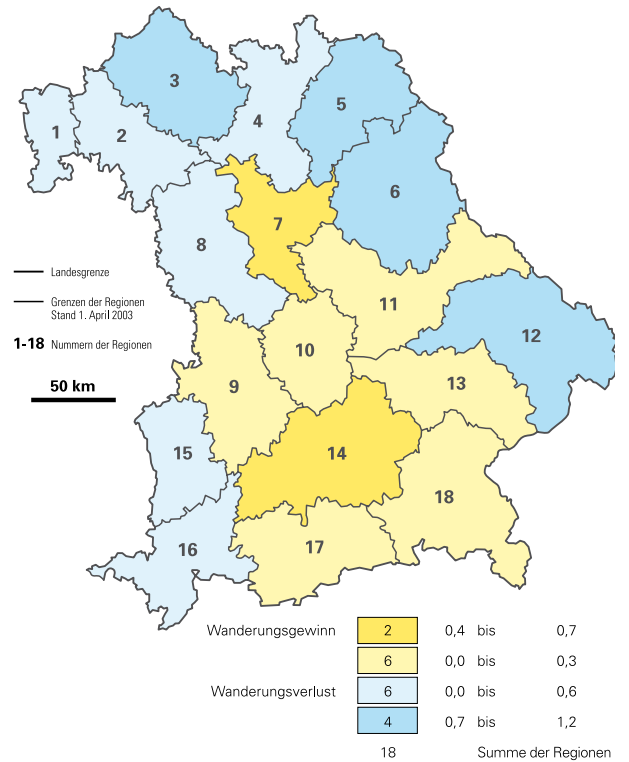 3
5
1
2
4
6
7
8
Landesgrenze
Grenzen der Regionen
Stand 1. April 2003
1-18 Nummern der Regionen
50 km
11
12
10
9
13
15
14
18
16
17
Wanderungsgewinn 2 0,4 bis 0,7
6 0,0 bis 0,3
Wanderungsverlust 6 0,0 bis 0,6
4 0,7 bis 1,2
18 Summe der Regionen